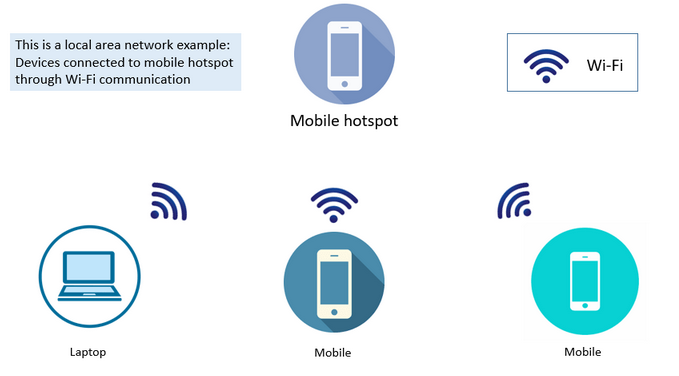 This is a local area network example:
Devices connected to mobile hotspot
through Wi-Fi communication
Wi-Fi
Mobile hotspot
Laptop
Mobile
Mobile